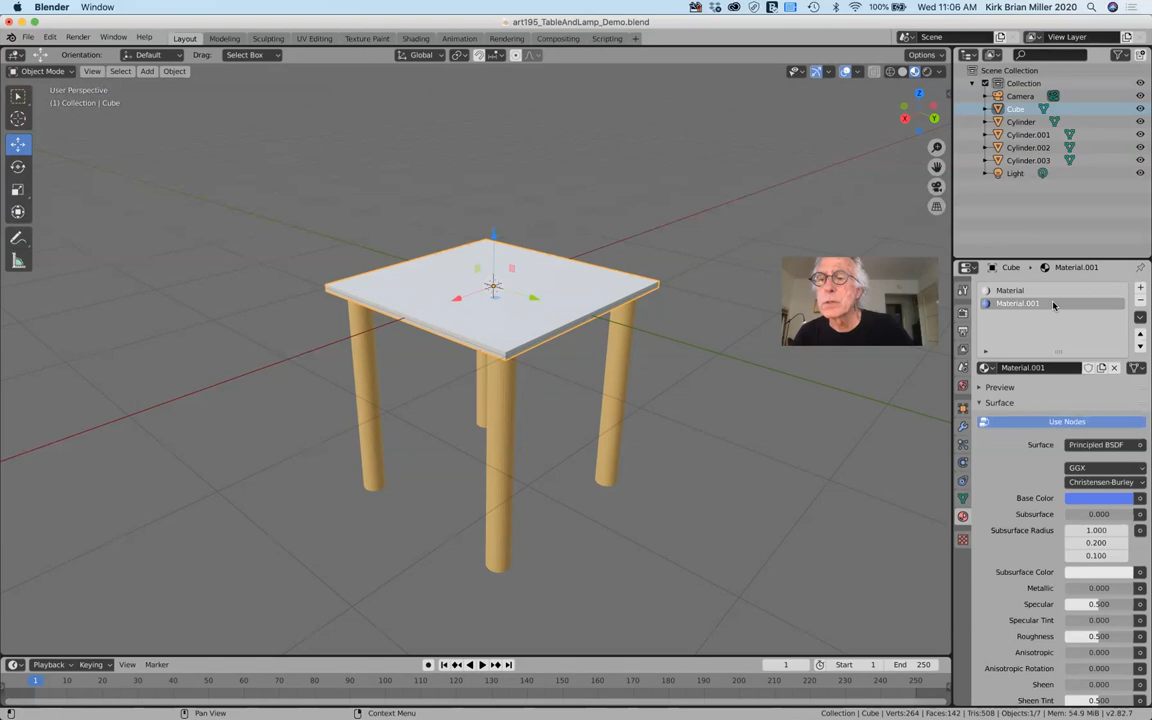 Blender Window 100% Wed 11:06 AM Kirk Brian Miller 2020
art195_TableAndLamp_Demo.blend
File Edit Render Window Help Layout Modeling Sculpting UV Editing Texture Paint Shading Animation Rendering Compositing Scripting + Scene View Layer
Orientation: Default Drag: Select Box Global Options
Object Mode View Select Add Object
User Perspective
(1) Collection | Cube
Z
X Y
Scene Collection
Collection
Camera
Cube
Cylinder
Cylinder.001
Cylinder.002
Cylinder.003
Light
Cube Material.001
Material
Material.001
Material.001
Preview
Surface
Use Nodes
Surface Principled BSDF
GGX
Christensen-Burley
Base Color
Subsurface 0.000
Subsurface Radius 1.000
0.200
0.100
Subsurface Color
Metallic 0.000
Specular 0.500
Specular Tint 0.000
Roughness 0.500
Anisotropic 0.000
Anisotropic Rotation 0.000
Sheen 0.000
Sheen Tint 0.500
Playback Keying View Marker 1 Start 1 End 250
1 10 20 30 40 50 60 70 80 90 100 110 120 130 140 150 160 170 180 190 200 210 220 230 240 250
Select Pan View Context Menu Collection | Cube | Verts:264 | Faces:142 | Tris:508 | Objects:1/7 | Mem: 54.9 MiB | v2.82.7